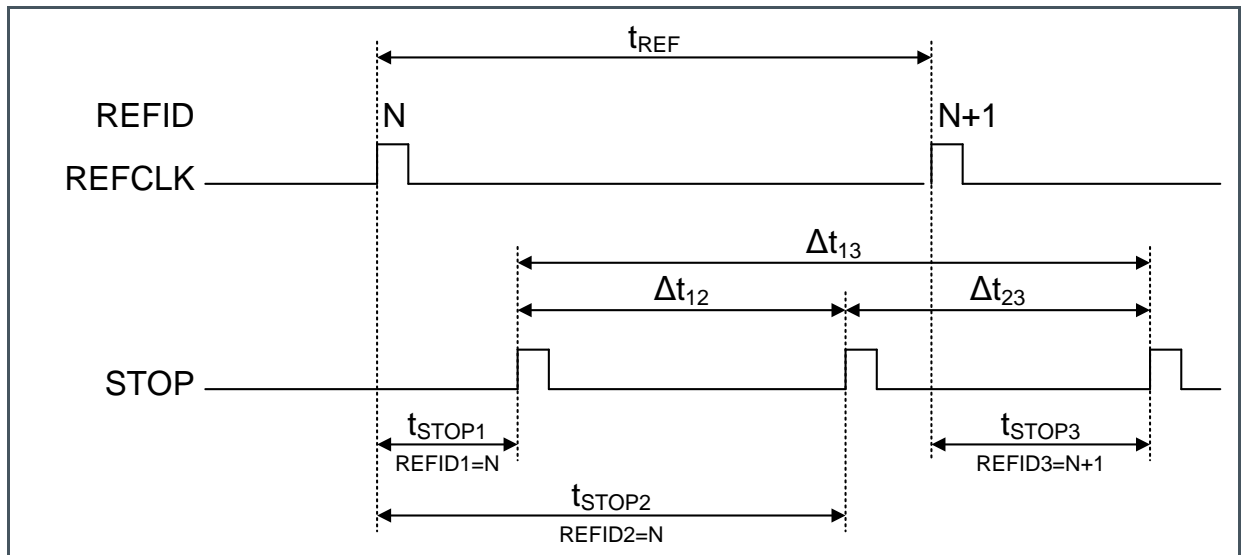 t_REF
REFID N N+1
REFCLK
Δt_13
Δt_12 Δt_23
STOP
t_STOP1 t_STOP3
REFID1=N REFID3=N+1
t_STOP2
REFID2=N